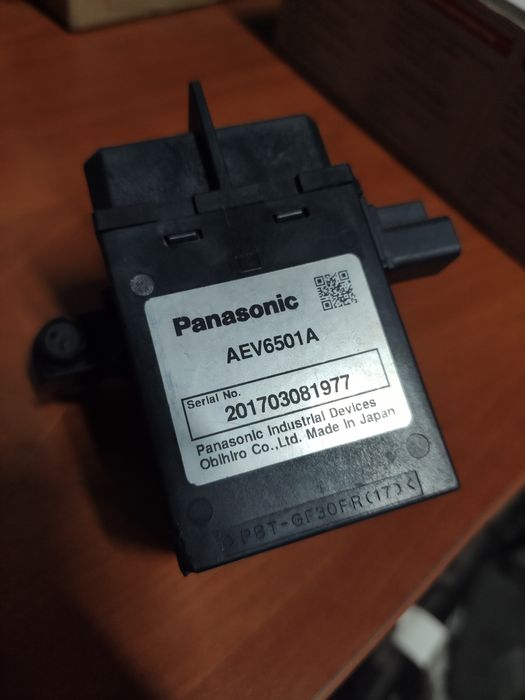 Panasonic
AEV6501A
Serial No.
201703081977
Panasonic Industrial Devices
Obihiro Co.,Ltd. Made In Japan
>PBT-GF30FR(17)<